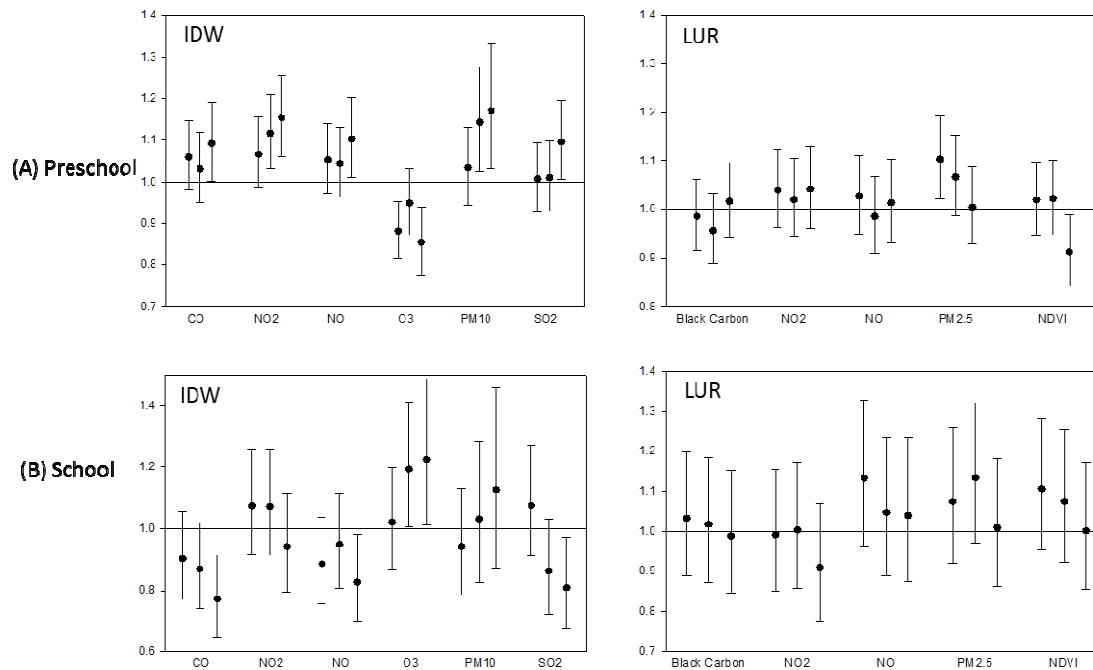 IDW
1.4
1.3
1.2
1.1
1.0
0.9
0.8
0.7
CO NO2 NO O3 PM10 SO2
LUR
1.4
1.3
1.2
1.1
1.0
0.9
0.8
Black Carbon NO2 NO PM2.5 NDVI
(A) Preschool
IDW
1.4
1.2
1.0
0.8
0.6
CO NO2 NO O3 PM10 SO2
LUR
1.4
1.3
1.2
1.1
1.0
0.9
0.8
0.7
Black Carbon NO2 NO PM2.5 NDVI
(B) School